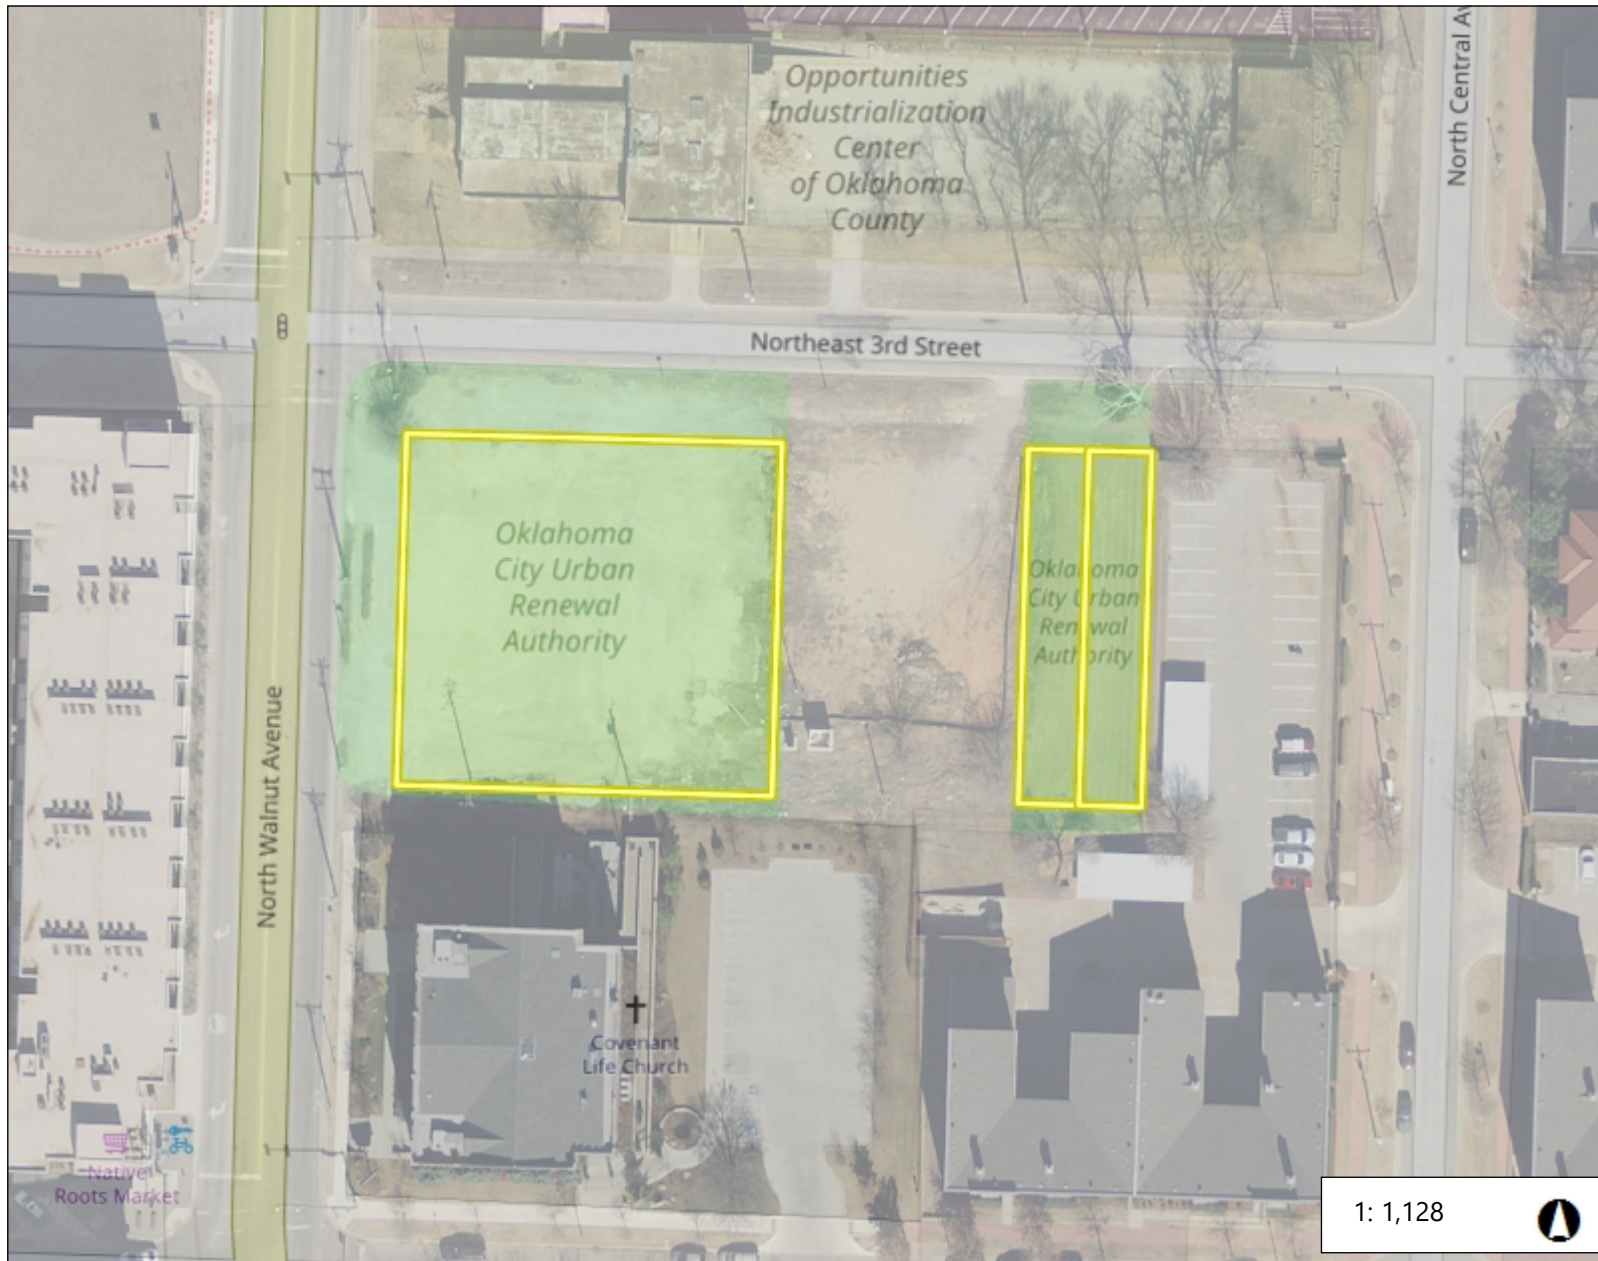 North Central Av
Opportunities
Industrialization
Center
of Oklahoma
County
Northeast 3rd Street
Oklahoma
City Urban
Renewal
Authority
Oklahoma
City Urban
Renewal
Authority
North Walnut Avenue
Covenant
Life Church
Native
Roots Market
1: 1,128